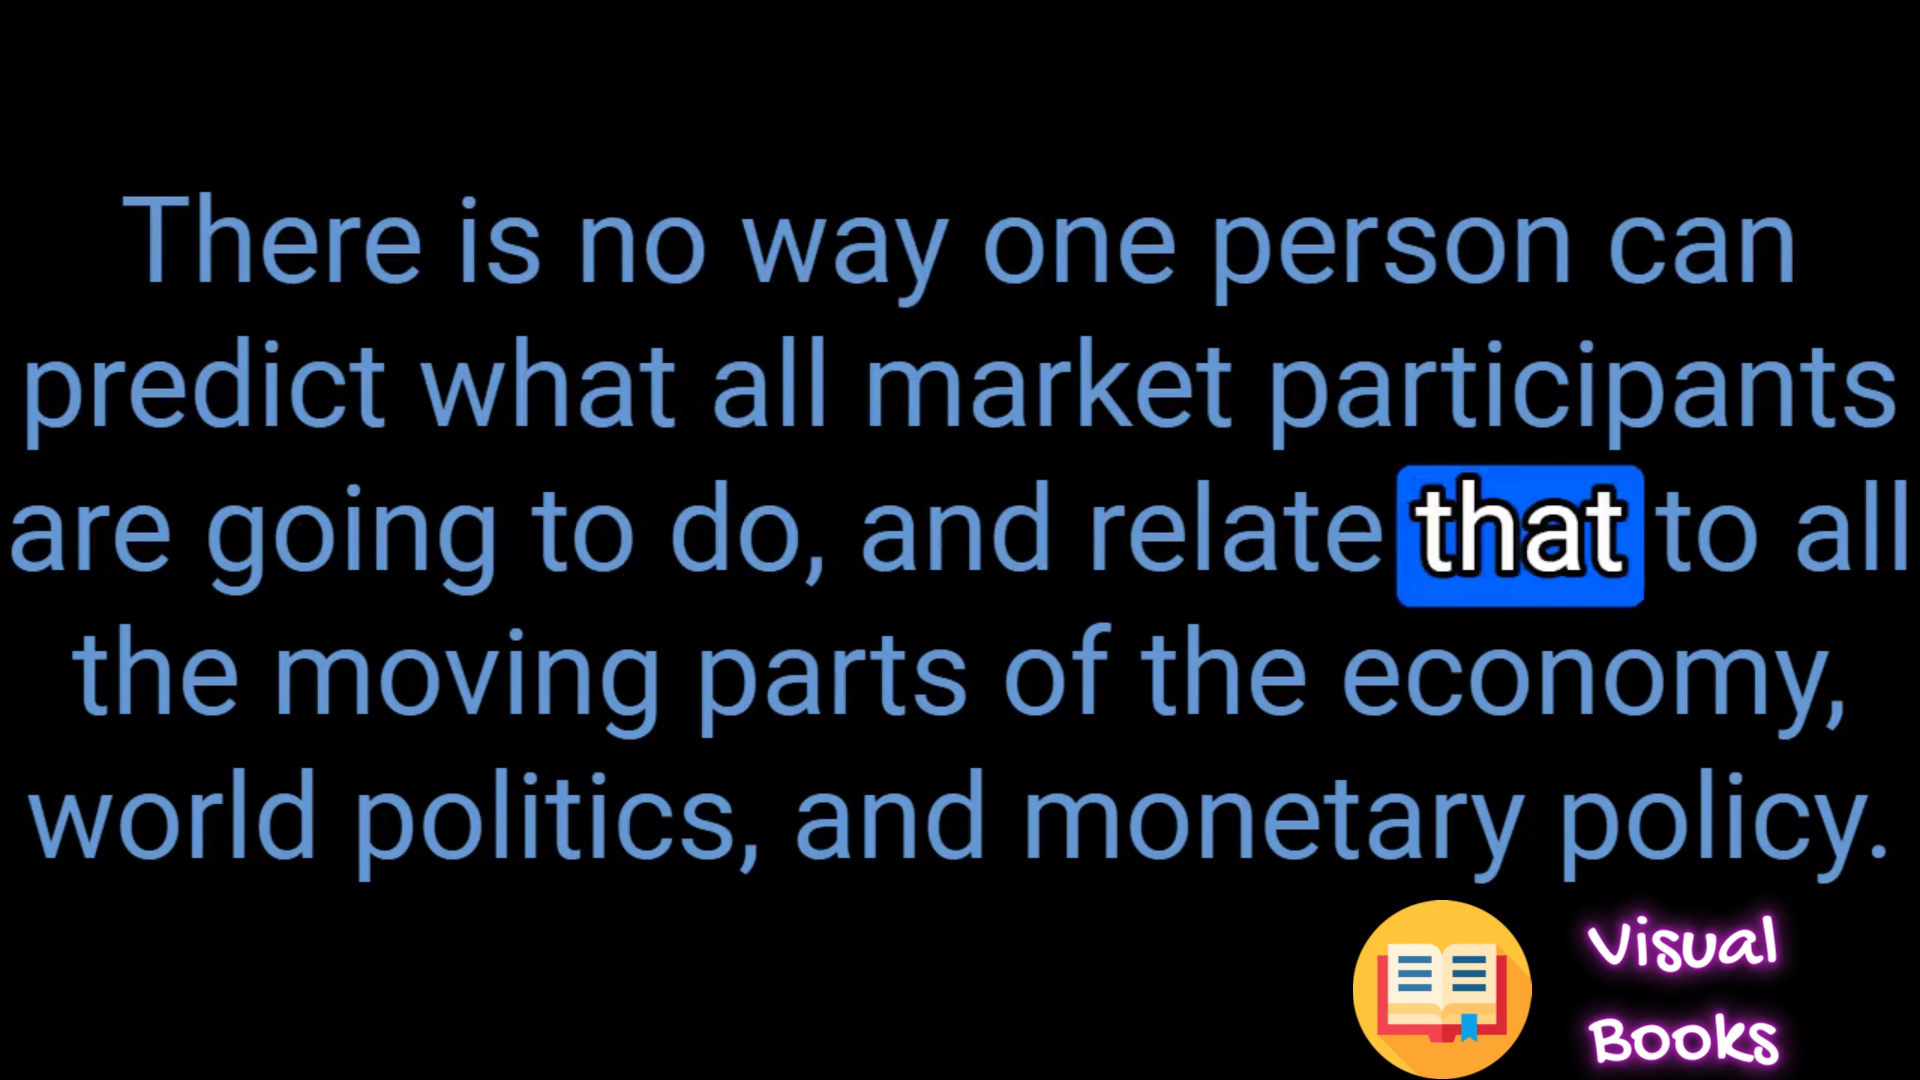 There is no way one person can
predict what all market participants
are going to do, and relate that to all
the moving parts of the economy,
world politics, and monetary policy.
Visual
Books